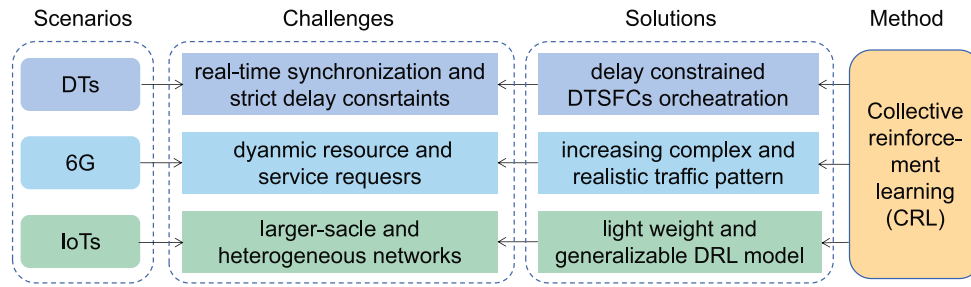 Scenarios
Challenges
Solutions
Method
DTs
real-time synchronization and
strict delay consrtaints
delay constrained
DTSFCs orcheatration
6G
dyanmic resource and
service requesrs
increasing complex and
realistic traffic pattern
IoTs
larger-sacle and
heterogeneous networks
light weight and
generalizable DRL model
Collective
reinforce-
ment
learning
(CRL)